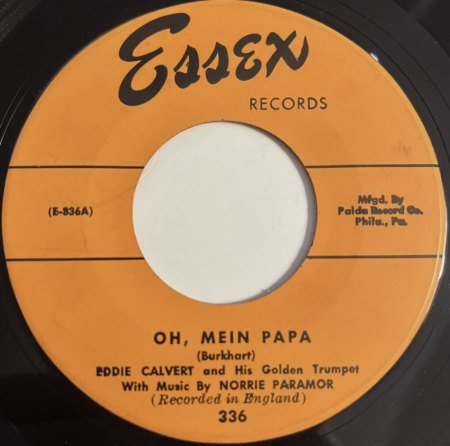 Essex
RECORDS
(E-336A)
Mfgd. By
Palda Record Co.
Phila., Pa.
OH, MEIN PAPA
(Burkhart)
EDDIE CALVERT and His Golden Trumpet
With Music By NORRIE PARAMOR
(Recorded in England)
336